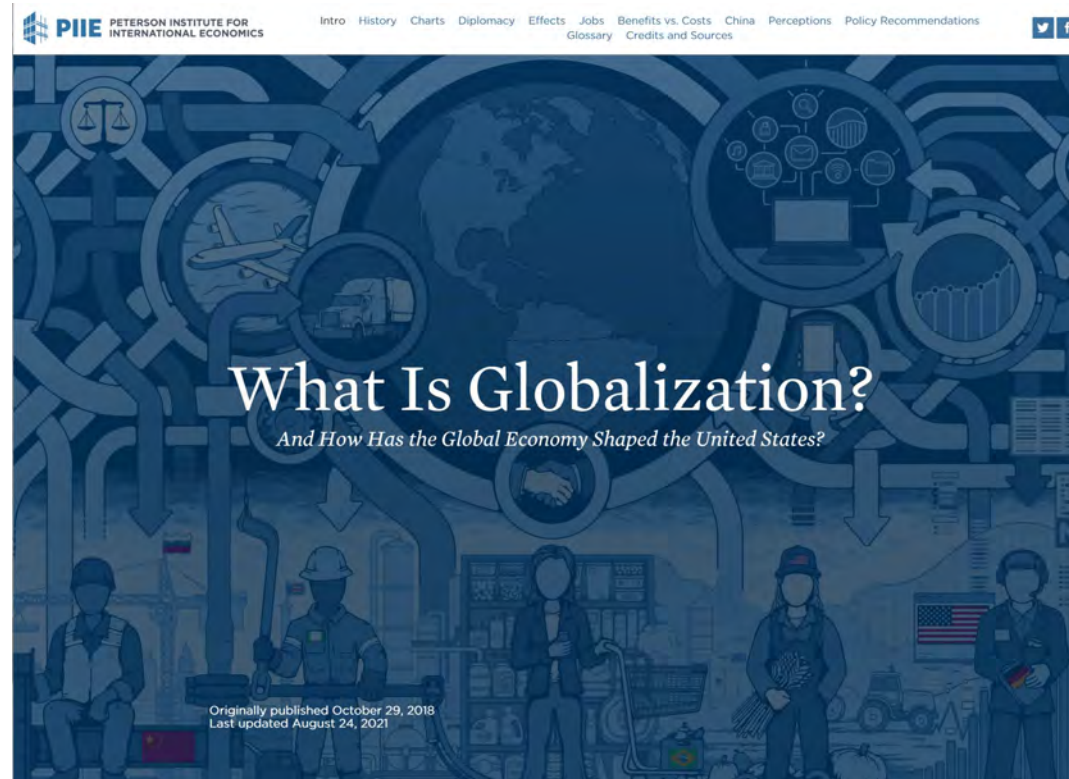 PIIE
PETERSON INSTITUTE FOR
INTERNATIONAL ECONOMICS
Intro History Charts Diplomacy Effects Jobs Benefits vs. Costs China Perceptions Policy Recommendations
Glossary Credits and Sources
What Is Globalization?
And How Has the Global Economy Shaped the United States?
Originally published October 29, 2018
Last updated August 24, 2021